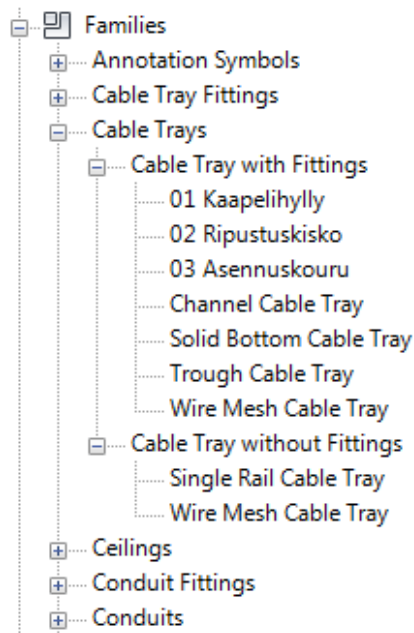 Families
Annotation Symbols
Cable Tray Fittings
Cable Trays
Cable Tray with Fittings
01 Kaapelihylly
02 Ripustuskisko
03 Asennuskouru
Channel Cable Tray
Solid Bottom Cable Tray
Trough Cable Tray
Wire Mesh Cable Tray
Cable Tray without Fittings
Single Rail Cable Tray
Wire Mesh Cable Tray
Ceilings
Conduit Fittings
Conduits